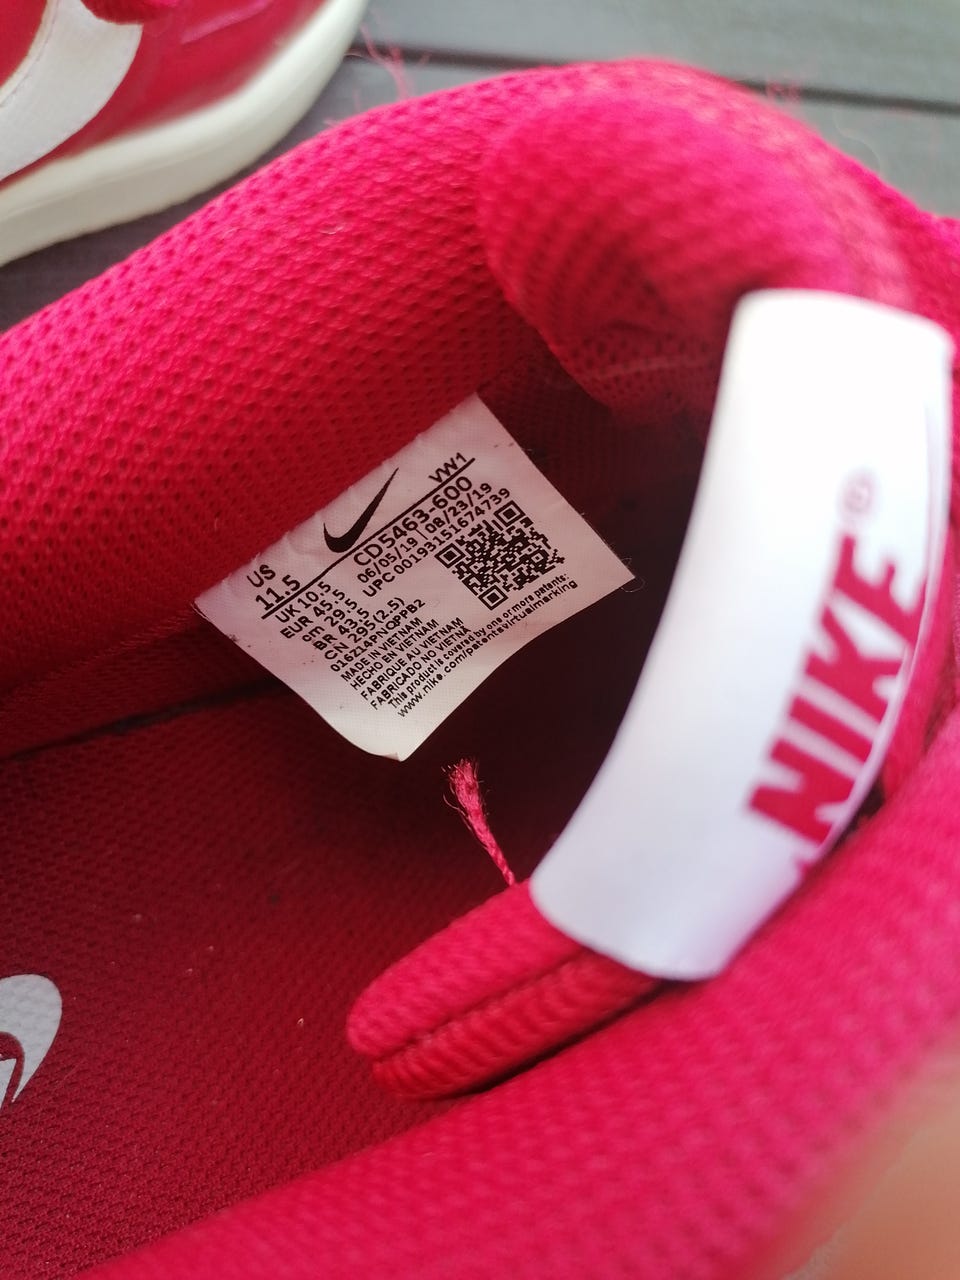 US
11.5
VW1
CD5463-600
06/05/19 08/23/19
UPC 00193151674739
UK 10.5
EUR 45.5
cm 29.5
BR 43.5
CN 295(2.5)
MADE IN VIETNAM
HECHO EN VIETNAM
FABRIQUE AU VIETNAM
FABRICADO NO VIETNA
This product is covered by one or more patents:
www.nike.com/patentsvirtualmarking
NIKE®